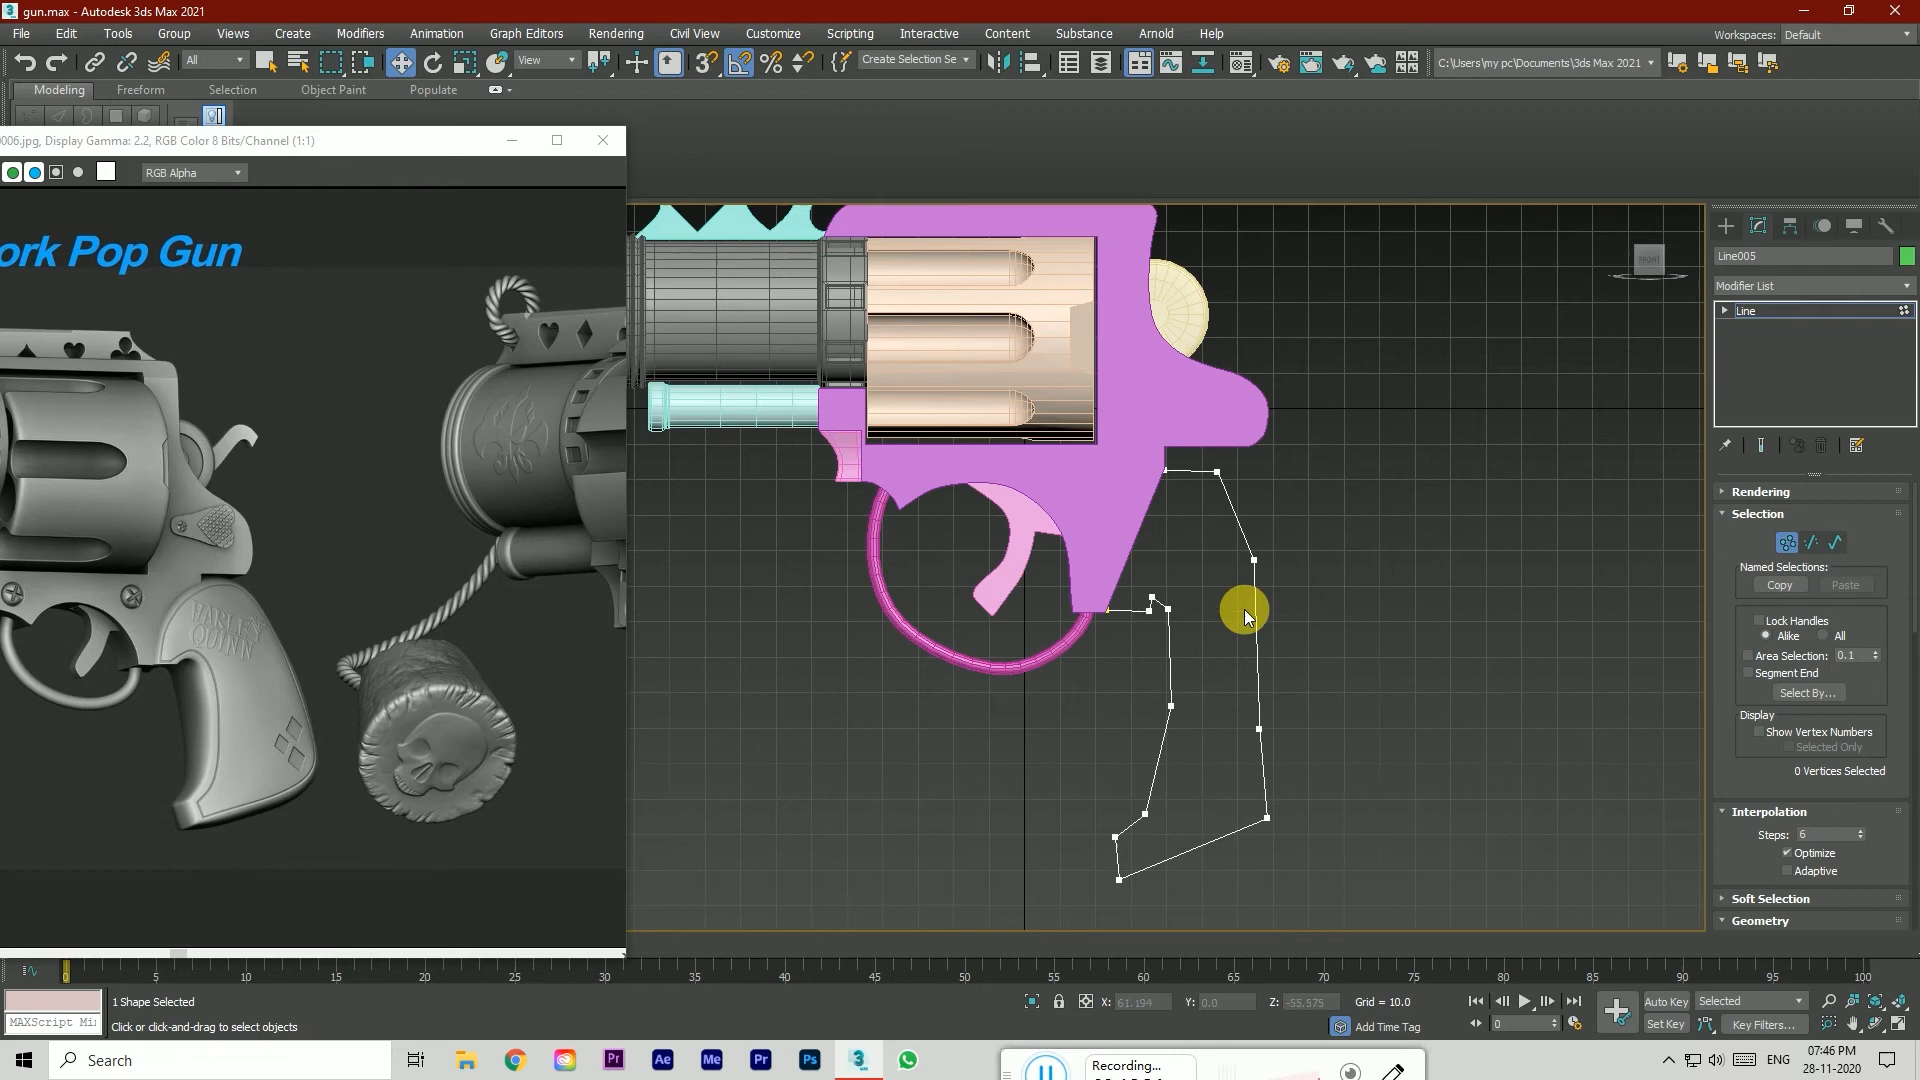 gun.max - Autodesk 3ds Max 2021
File Edit Tools Group Views Create Modifiers Animation Graph Editors Rendering Civil View Customize Scripting Interactive Content Substance Arnold Help
Workspaces: Default
All
View
Create Selection Se
C:\Users\my pc\Documents\3ds Max 2021
Modeling Freeform Selection Object Paint Populate
006.jpg, Display Gamma: 2.2, RGB Color 8 Bits/Channel (1:1)
RGB Alpha
ork Pop Gun
HARLEY
QUINN
FRONT
Line005
Modifier List
Line
Rendering
Selection
Named Selections:
Copy Paste
Lock Handles
Alike All
Area Selection: 0.1
Segment End
Select By...
Display
Show Vertex Numbers
Selected Only
0 Vertices Selected
Interpolation
Steps: 6
Optimize
Adaptive
Soft Selection
Geometry
0 5 10 15 20 25 30 35 40 45 50 55 60 65 70 75 80 85 90 95 100
1 Shape Selected
MAXScript Mi
Click or click-and-drag to select objects
X: 61.194 Y: 0.0 Z: -55.575 Grid = 10.0
Add Time Tag
0
Auto Key Selected
Set Key Key Filters...
Search
Recording...
ENG
07:46 PM
28-11-2020